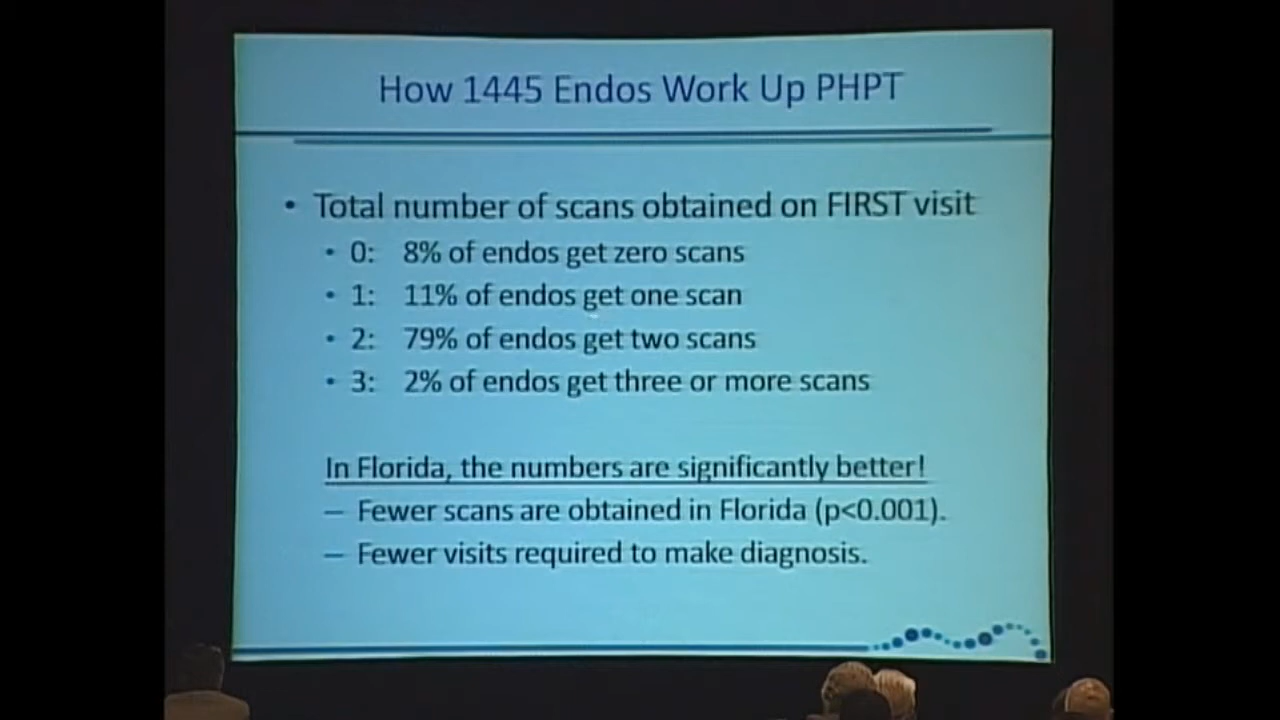 How 1445 Endos Work Up PHPT
• Total number of scans obtained on FIRST visit
• 0: 8% of endos get zero scans
• 1: 11% of endos get one scan
• 2: 79% of endos get two scans
• 3: 2% of endos get three or more scans
In Florida, the numbers are significantly better!
– Fewer scans are obtained in Florida (p<0.001).
– Fewer visits required to make diagnosis.